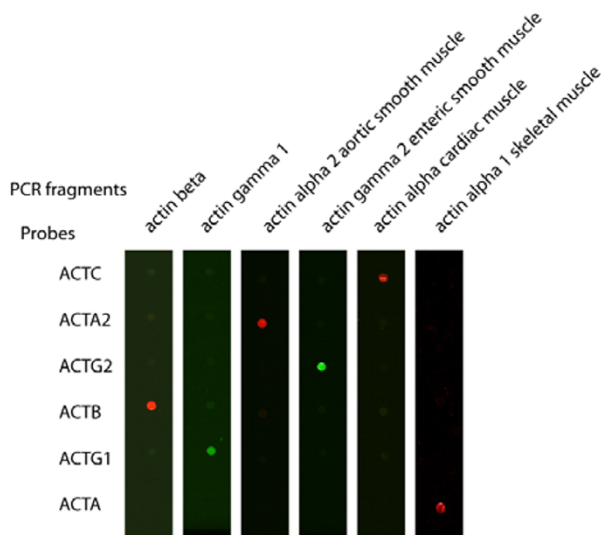 actin beta
actin gamma 1
actin alpha 2 aortic smooth muscle
actin gamma 2 enteric smooth muscle
actin alpha cardiac muscle
actin alpha 1 skeletal muscle
PCR fragments
Probes
ACTC
ACTA2
ACTG2
ACTB
ACTG1
ACTA